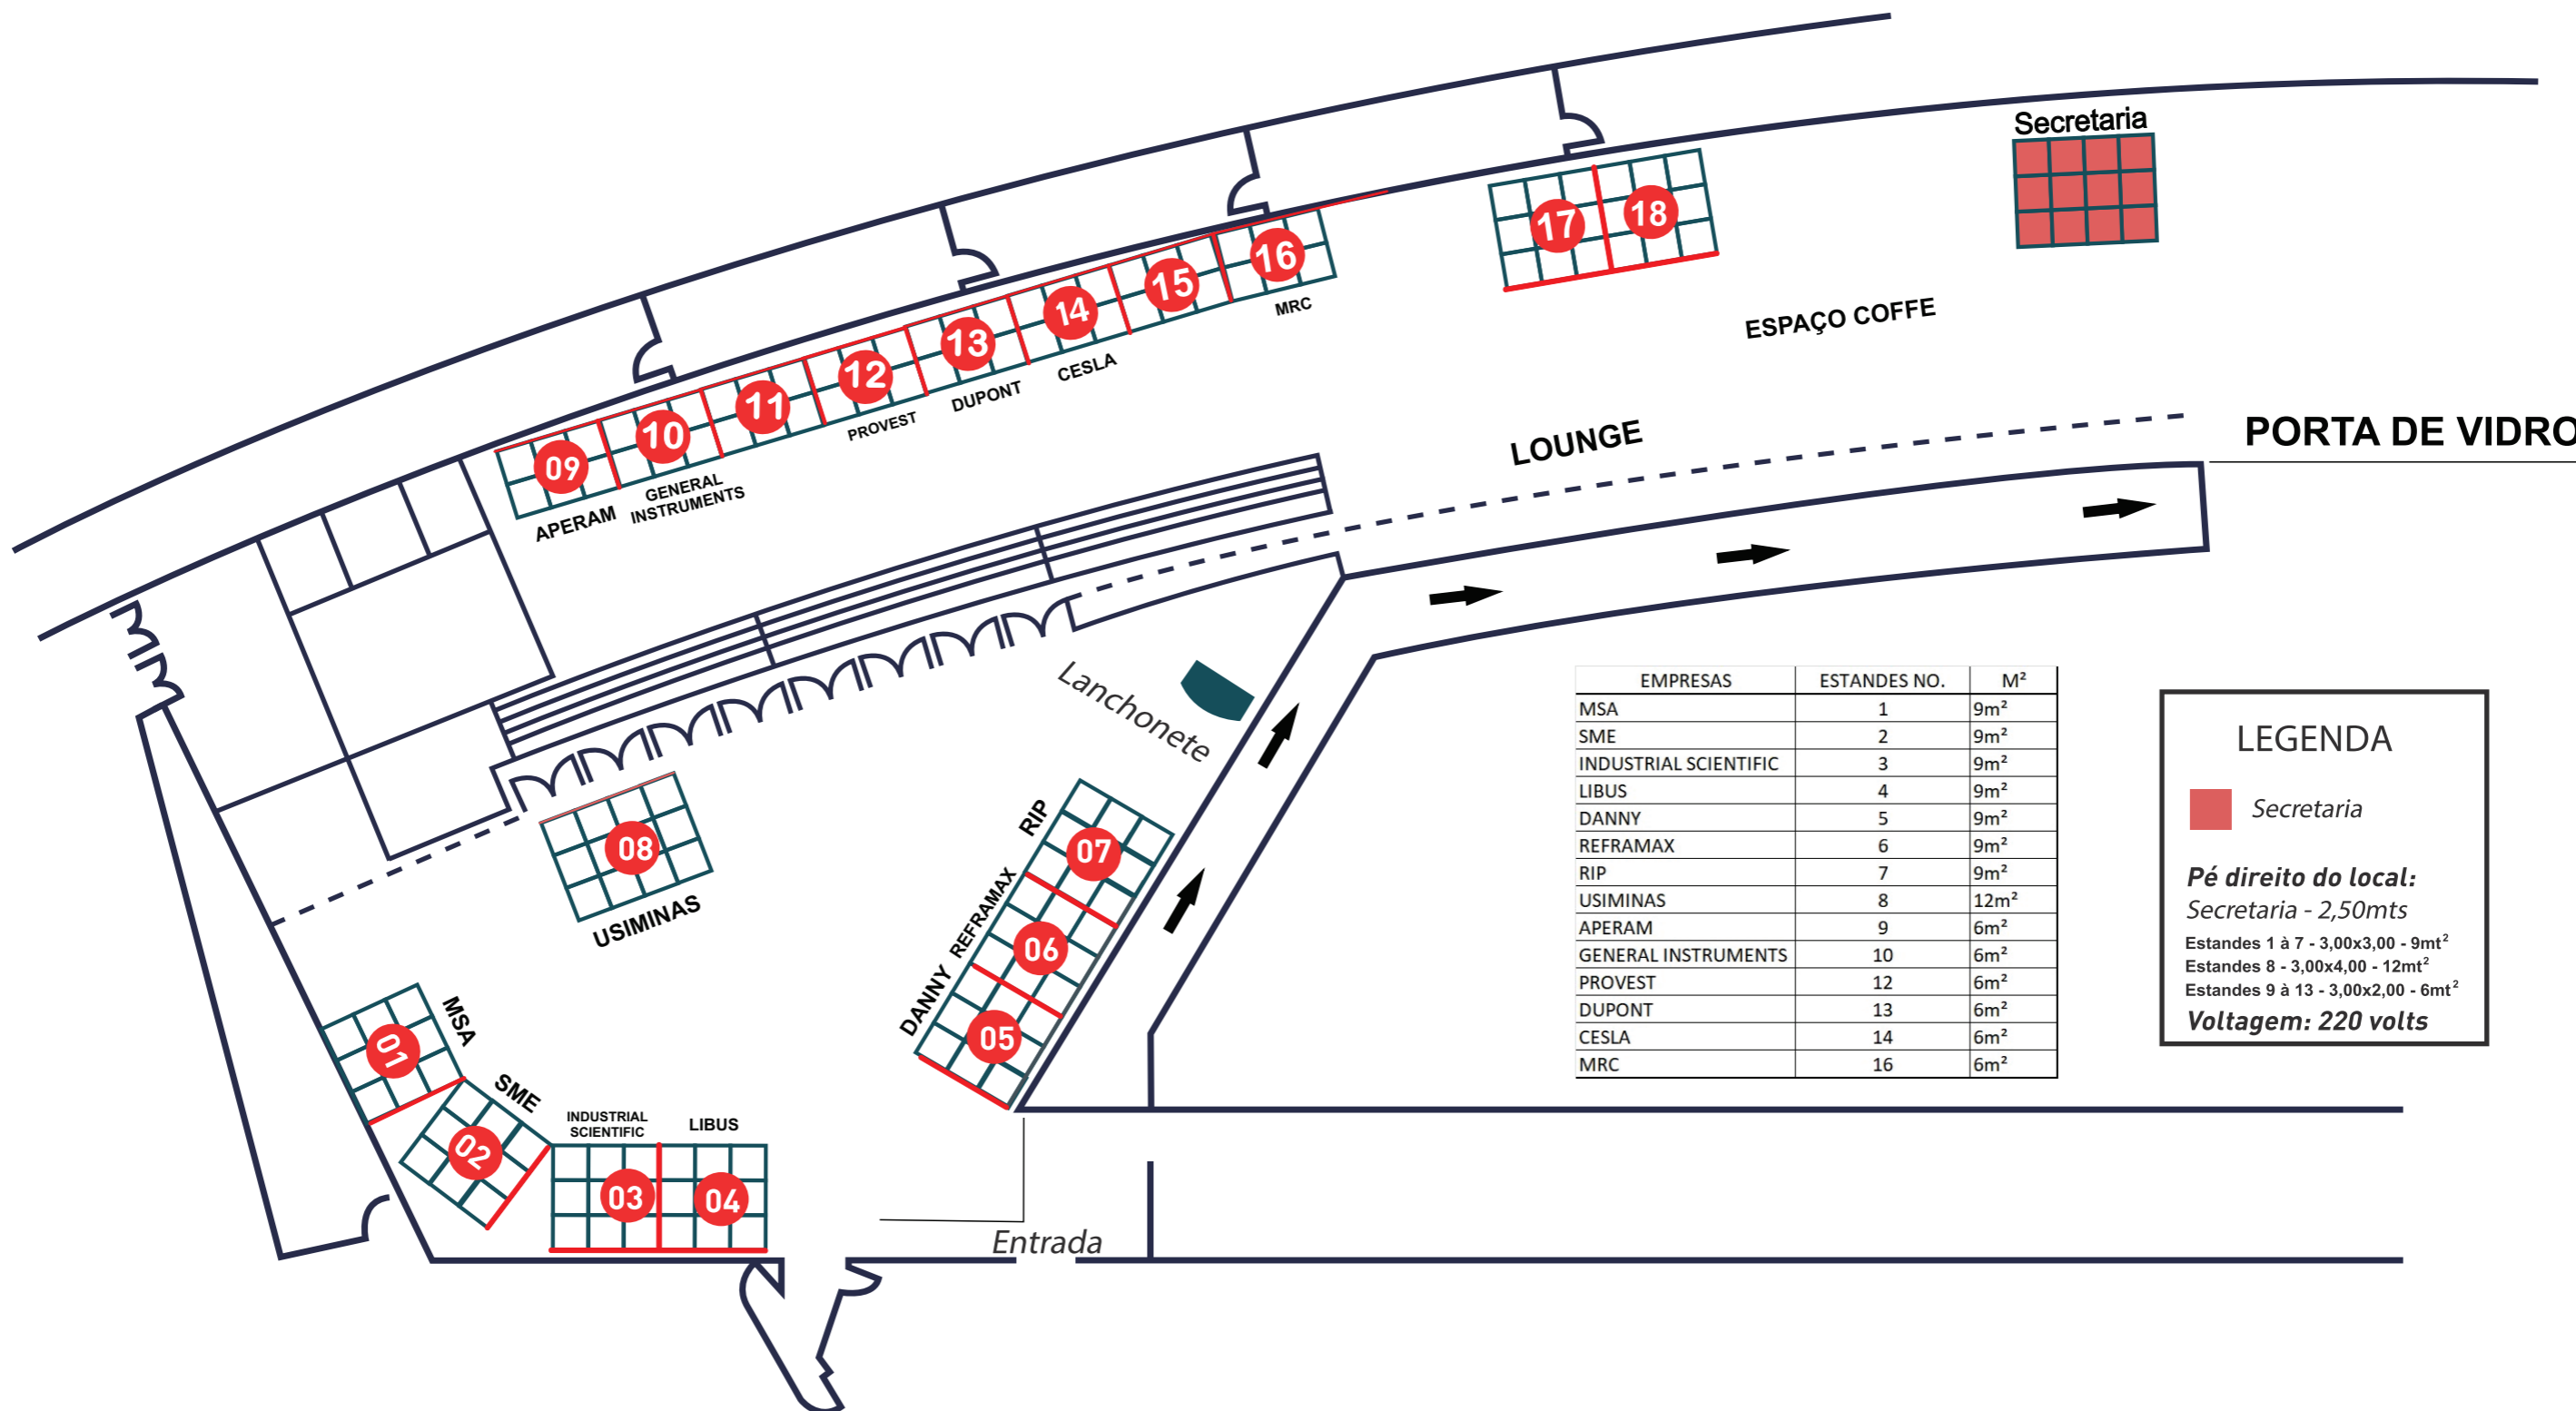 Secretaria
17
18
16
15
14
13
12
11
10
09
MRC
CESLA
DUPONT
PROVEST
GENERAL
INSTRUMENTS
APERAM
ESPAÇO COFFE
LOUNGE
PORTA DE VIDRO
Lanchonete
08
USIMINAS
RIP
07
REFRAMAX
06
DANNY
05
MSA
01
SME
02
INDUSTRIAL
SCIENTIFIC
LIBUS
03
04
Entrada
EMPRESAS ESTANDES NO. M²
MSA 1 9m²
SME 2 9m²
INDUSTRIAL SCIENTIFIC 3 9m²
LIBUS 4 9m²
DANNY 5 9m²
REFRAMAX 6 9m²
RIP 7 9m²
USIMINAS 8 12m²
APERAM 9 6m²
GENERAL INSTRUMENTS 10 6m²
PROVEST 12 6m²
DUPONT 13 6m²
CESLA 14 6m²
MRC 16 6m²
LEGENDA
Secretaria
Pé direito do local:
Secretaria - 2,50mts
Estandes 1 à 7 - 3,00x3,00 - 9mt²
Estandes 8 - 3,00x4,00 - 12mt²
Estandes 9 à 13 - 3,00x2,00 - 6mt²
Voltagem: 220 volts